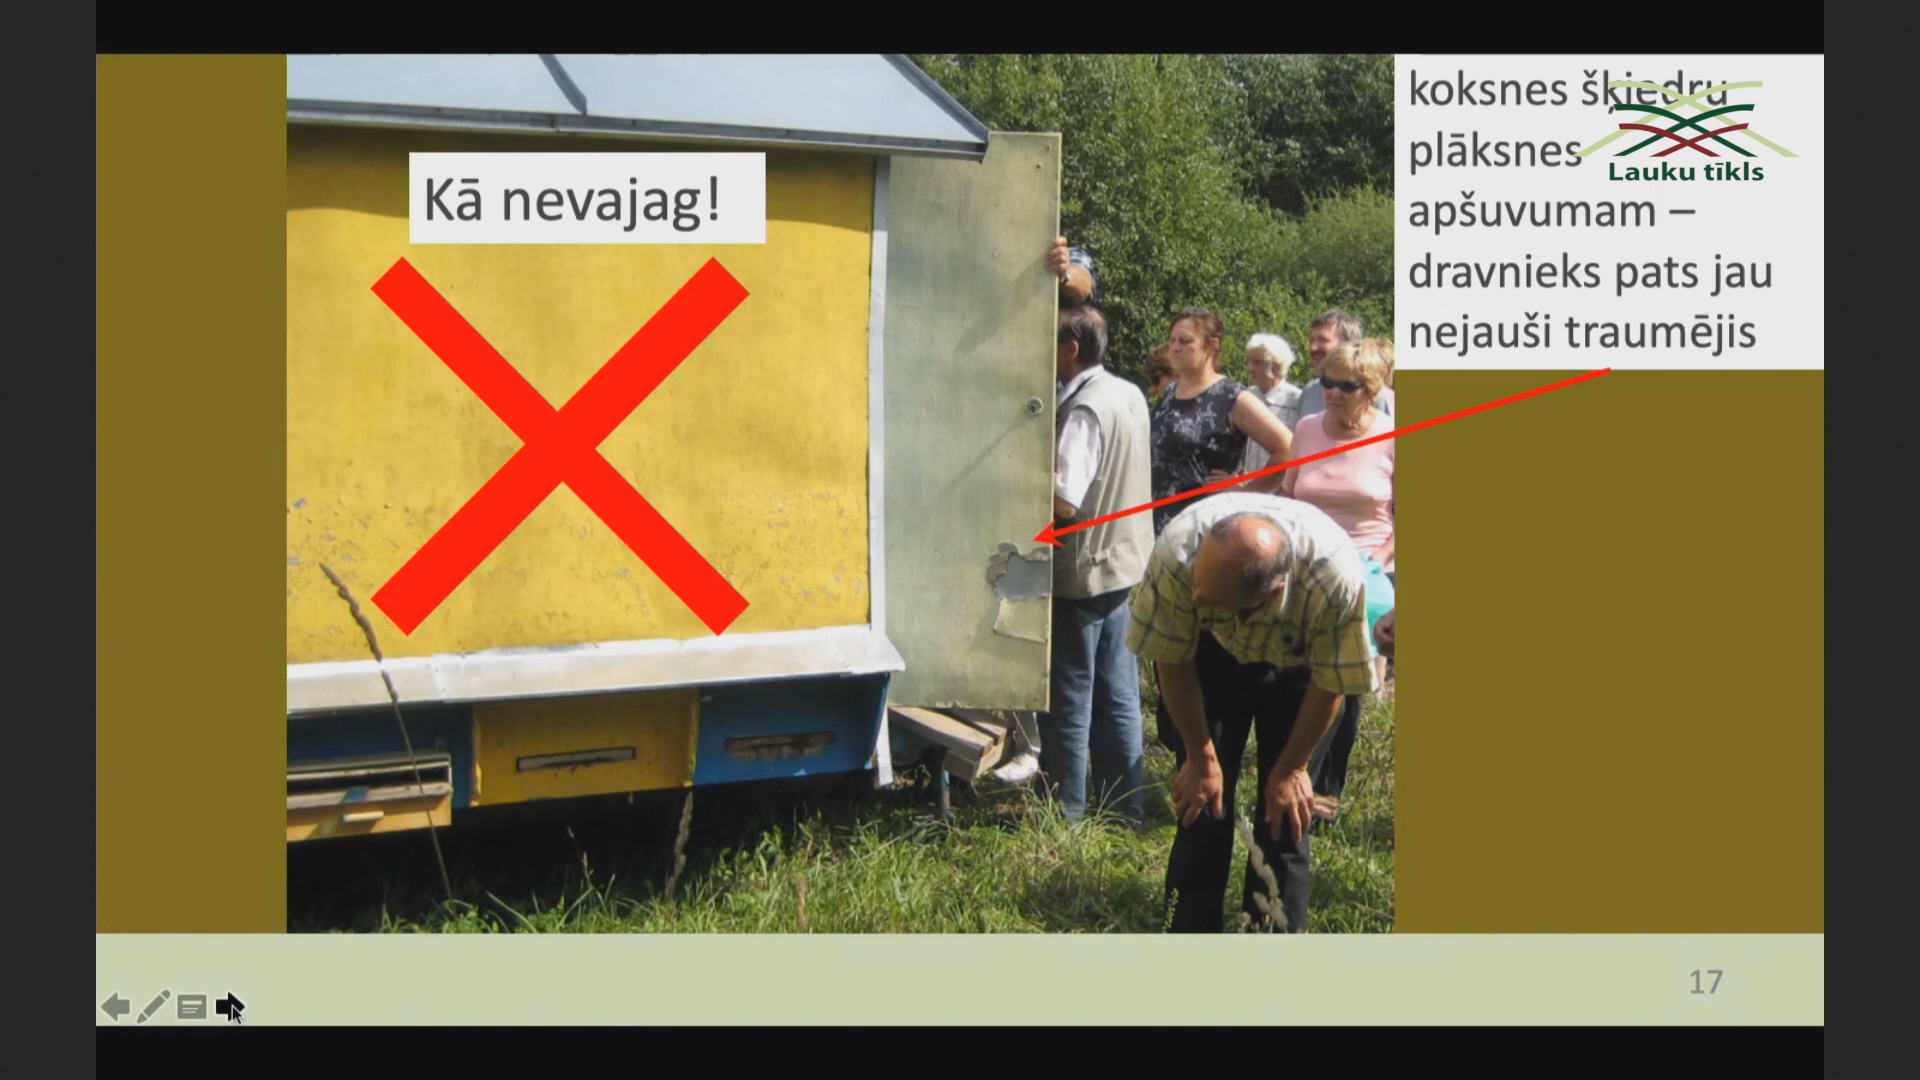 Kā nevajag!
koksnes šķiedru
plāksnes
apšuvumam –
dravnieks pats jau
nejauši traumējis
Lauku tīkls
17